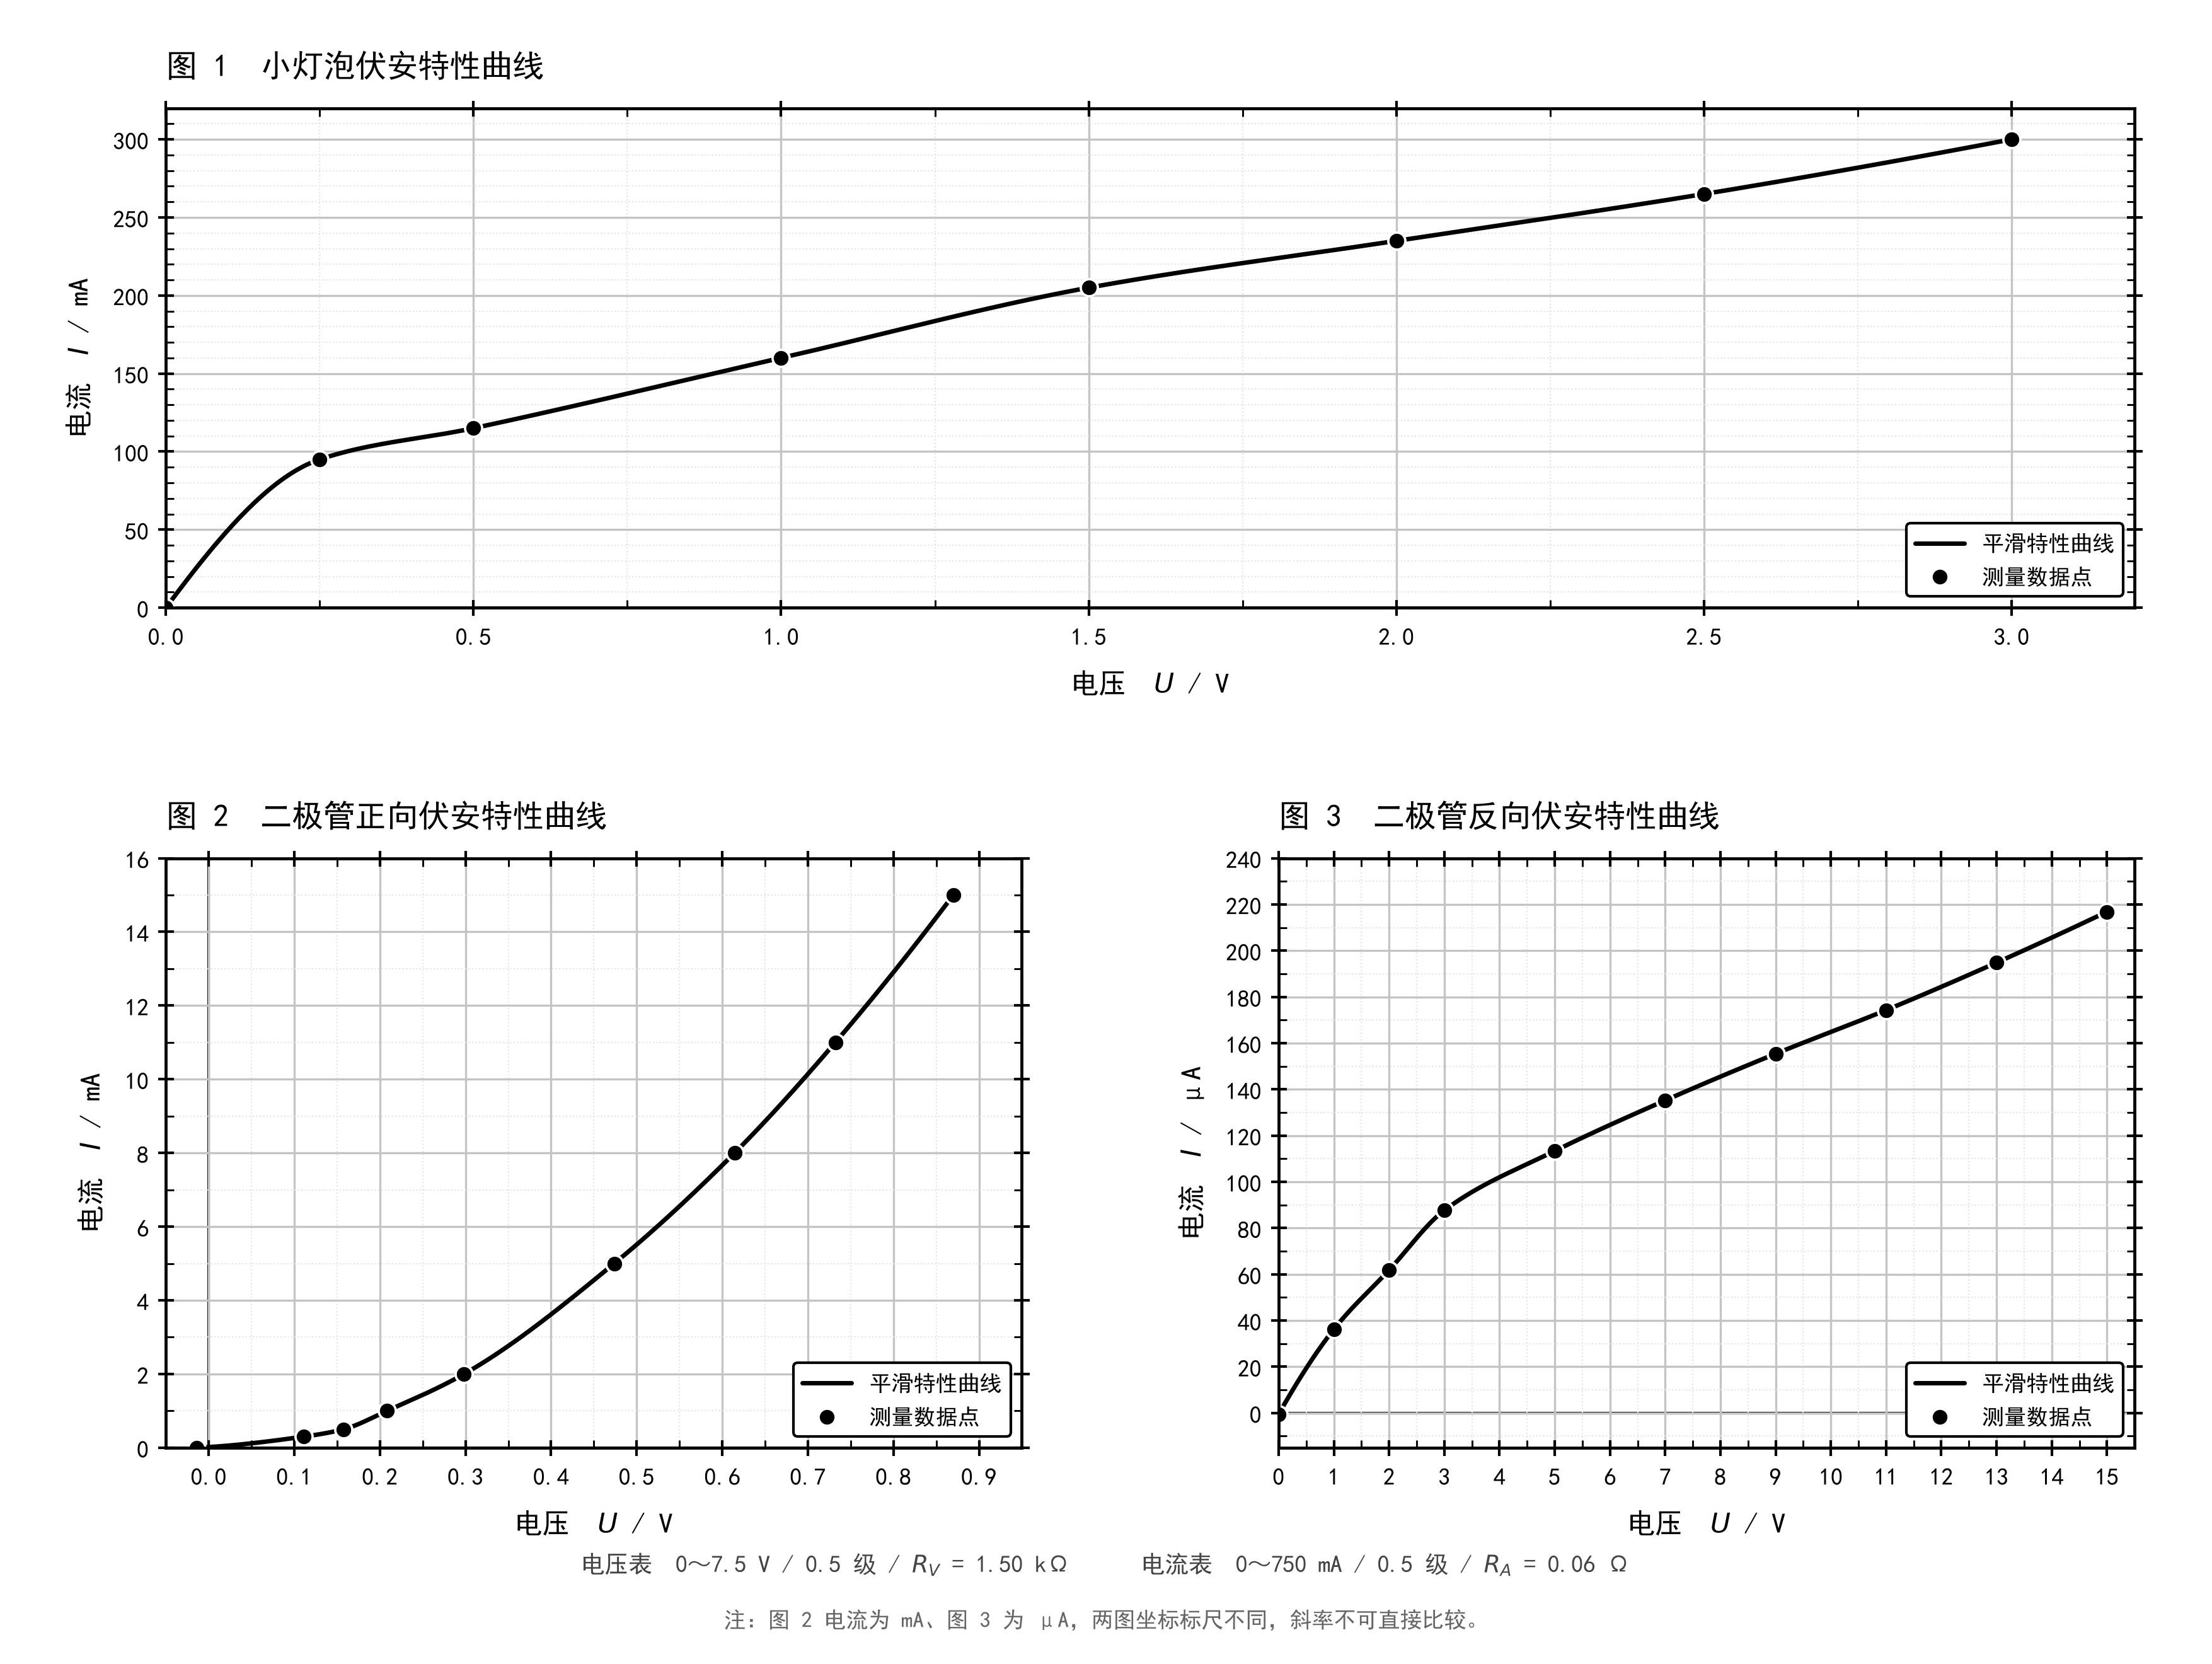 图 1  小灯泡伏安特性曲线
300
250
200
150
100
50
0
电流  I / mA
平滑特性曲线
测量数据点
0.0 0.5 1.0 1.5 2.0 2.5 3.0
电压  U / V
图 2  二极管正向伏安特性曲线
16
14
12
10
8
6
4
2
0
电流  I / mA
平滑特性曲线
测量数据点
0.0 0.1 0.2 0.3 0.4 0.5 0.6 0.7 0.8 0.9
电压  U / V
图 3  二极管反向伏安特性曲线
240
220
200
180
160
140
120
100
80
60
40
20
0
电流  I / μA
平滑特性曲线
测量数据点
0 1 2 3 4 5 6 7 8 9 10 11 12 13 14 15
电压  U / V
电压表  0～7.5 V / 0.5 级 / R_V = 1.50 kΩ    电流表  0～750 mA / 0.5 级 / R_A = 0.06 Ω
注：图 2 电流为 mA、图 3 为 μA，两图坐标标尺不同，斜率不可直接比较。